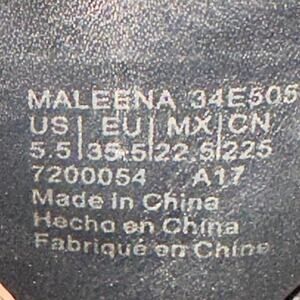 MALEENA 34E505
US|EU|MX|CN
5.5|35.5|22.5|225
7200054 A17
Made in China
Hecho en China
Fabriqué en Chine